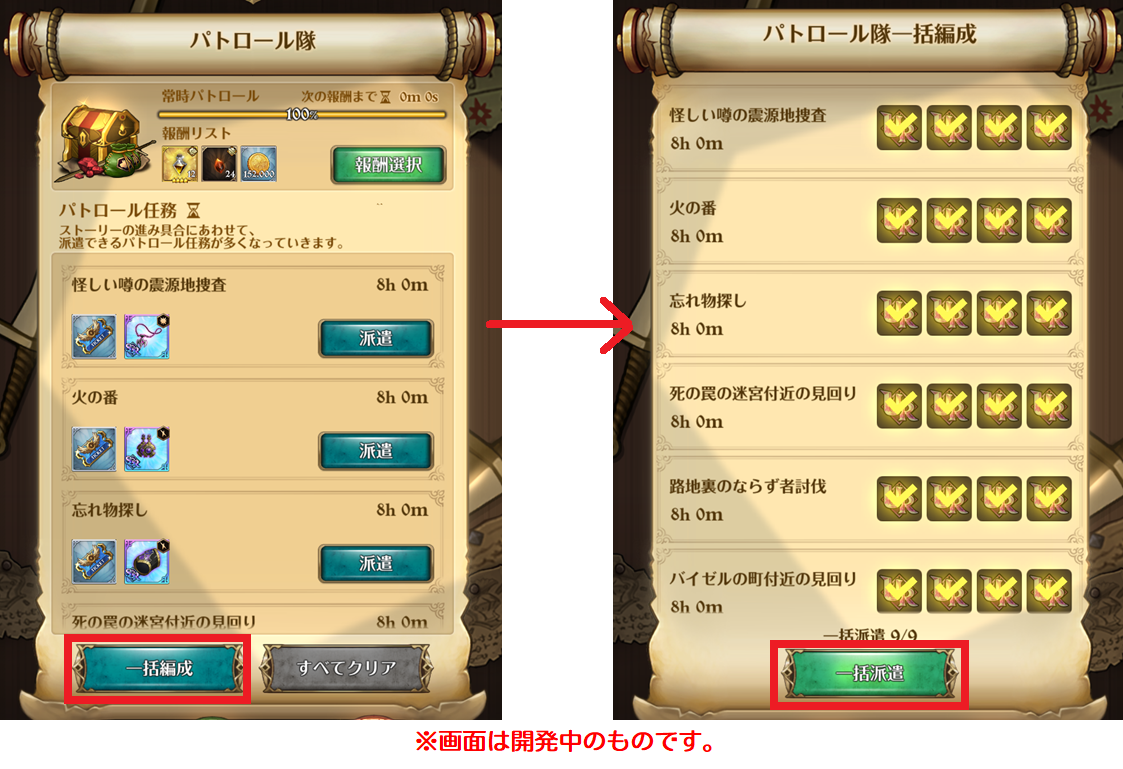 パトロール隊
常時パトロール 次の報酬まで 0m 0s
100%
報酬リスト
42 24 152,000
報酬選択
パトロール任務
ストーリーの進み具合にあわせて、
派遣できるパトロール任務が多くなっていきます。
怪しい噂の震源地捜査 8h 0m
派遣
火の番 8h 0m
派遣
忘れ物探し 8h 0m
派遣
死の罠の迷宮付近の見回り 8h 0m
一括編成 すべてクリア
パトロール隊一括編成
怪しい噂の震源地捜査
8h 0m
火の番
8h 0m
忘れ物探し
8h 0m
死の罠の迷宮付近の見回り
8h 0m
路地裏のならず者討伐
8h 0m
バイゼルの町付近の見回り
8h 0m
一括派遣 9/9
一括派遣
※画面は開発中のものです。